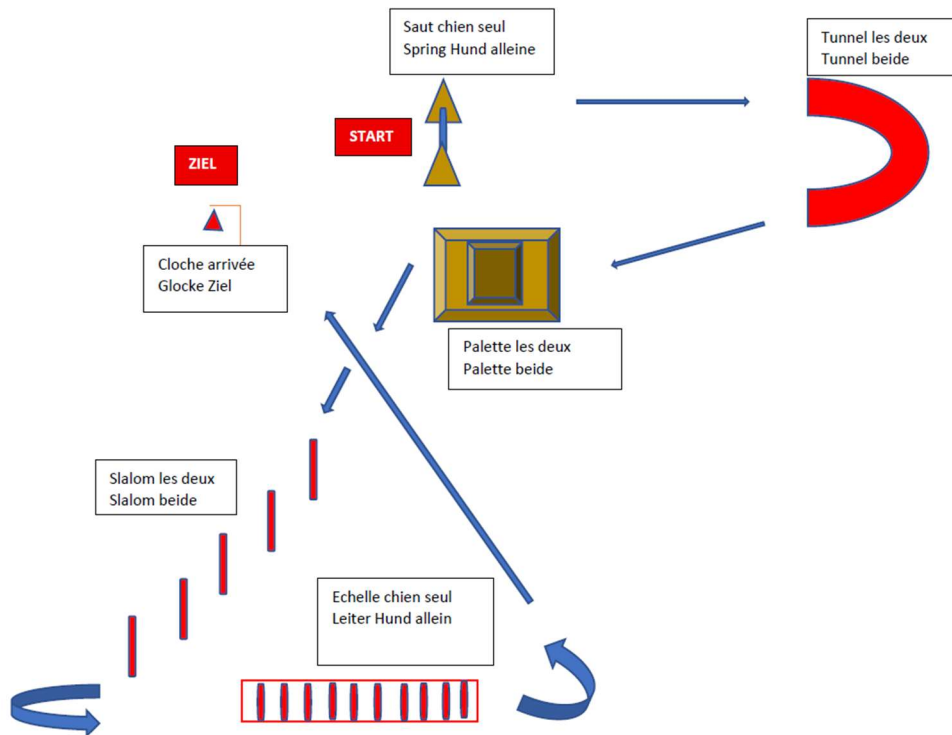 Saut chien seul
Spring Hund alleine
Tunnel les deux
Tunnel beide
START
ZIEL
Cloche arrivée
Glocke Ziel
Palette les deux
Palette beide
Slalom les deux
Slalom beide
Echelle chien seul
Leiter Hund allein